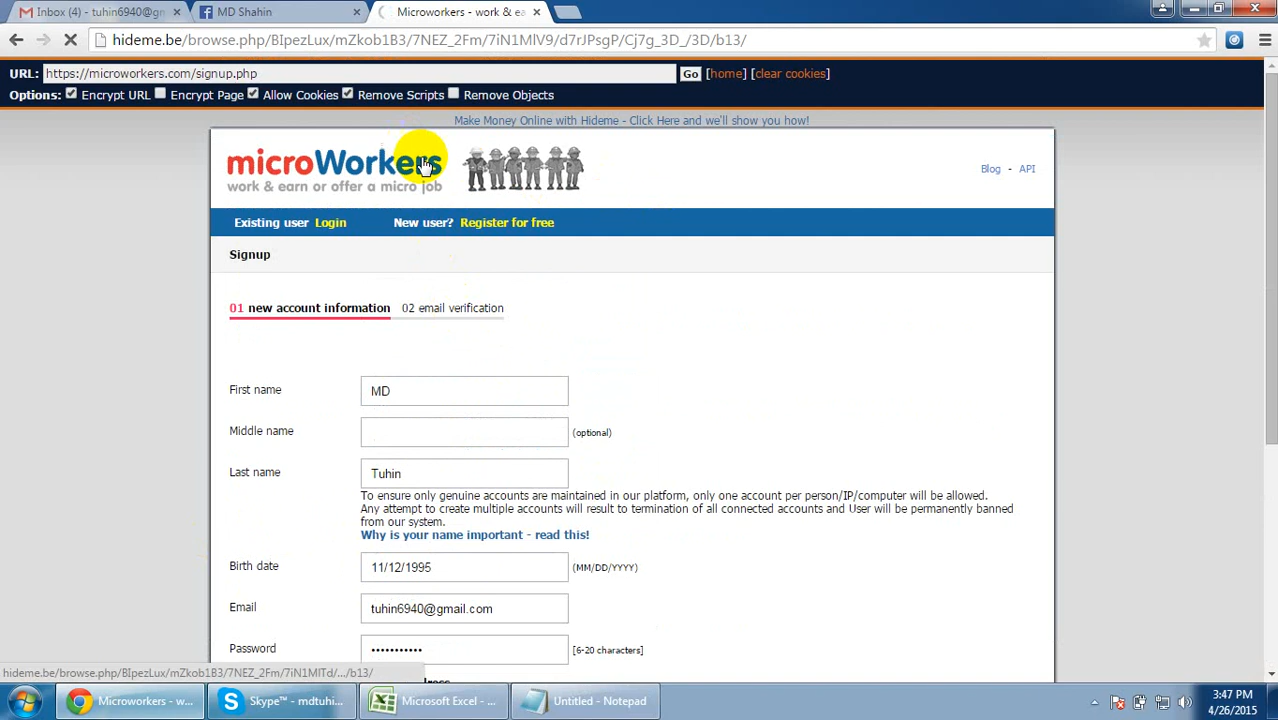 Inbox (4) - tuhin6940@gn
MD Shahin
Microworkers - work & ea
hideme.be/browse.php/BIpezLux/mZkob1B3/7NEZ_2Fm/7iN1MlV9/d7rJPsgP/Cj7g_3D_/3D/b13/
URL: https://microworkers.com/signup.php Go [home] [clear cookies]
Options: Encrypt URL Encrypt Page Allow Cookies Remove Scripts Remove Objects
Make Money Online with Hideme - Click Here and we'll show you how!
microWorkers
work & earn or offer a micro job
Blog - API
Existing user Login New user? Register for free
Signup
01 new account information 02 email verification
First name MD
Middle name (optional)
Last name Tuhin
To ensure only genuine accounts are maintained in our platform, only one account per person/IP/computer will be allowed.
Any attempt to create multiple accounts will result to termination of all connected accounts and User will be permanently banned
from our system.
Why is your name important - read this!
Birth date 11/12/1995 (MM/DD/YYYY)
Email tuhin6940@gmail.com
Password ••••••••••• [6-20 characters]
hideme.be/browse.php/BIpezLux/mZkob1B3/7NEZ_2Fm/7iN1MlTd/.../b13/
Microworkers - w...
Skype™ - mdtuhi...
Microsoft Excel - ...
Untitled - Notepad
3:47 PM
4/26/2015